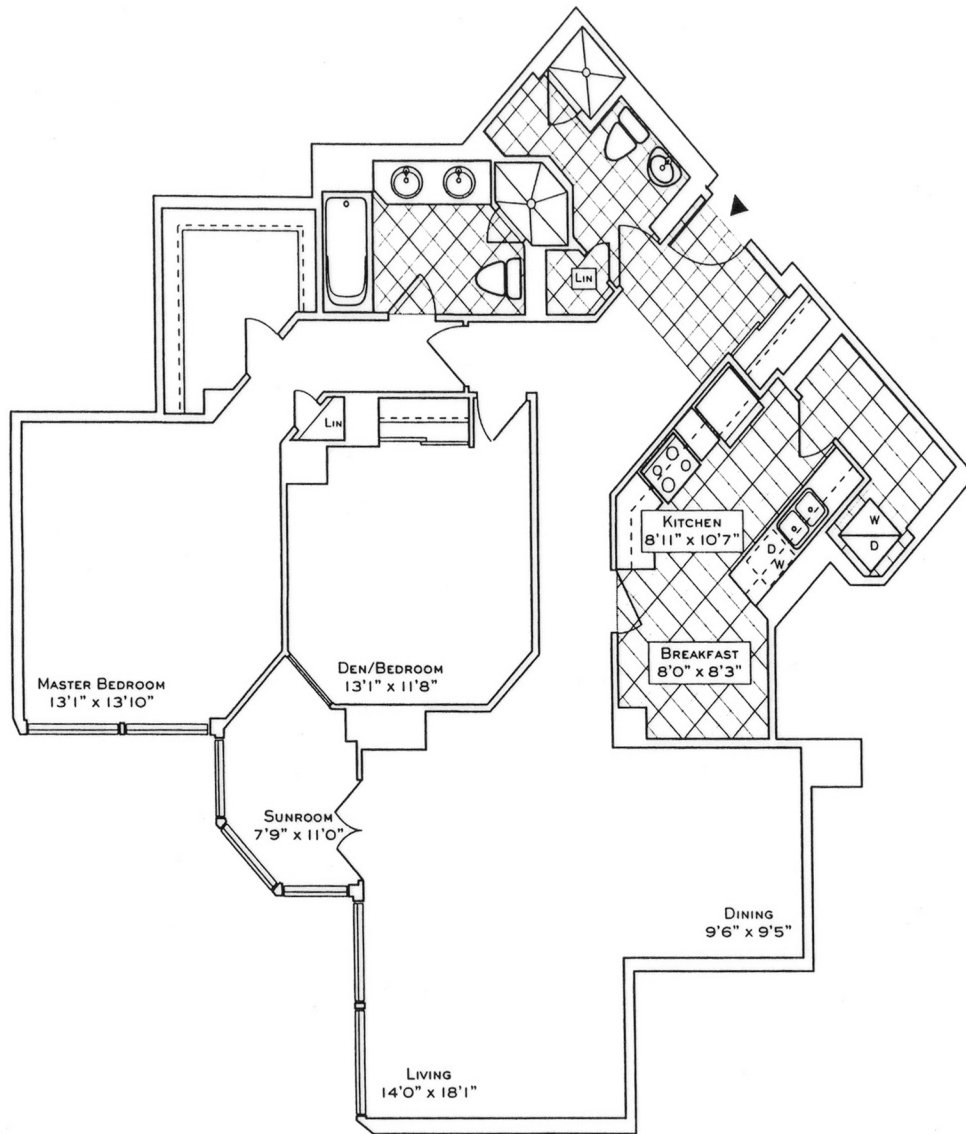 LIN
LIN
KITCHEN
8'11" x 10'7"
W
D
D
W
BREAKFAST
8'0" x 8'3"
DEN/BEDROOM
13'1" x 11'8"
MASTER BEDROOM
13'1" x 13'10"
SUNROOM
7'9" x 11'0"
DINING
9'6" x 9'5"
LIVING
14'0" x 18'1"